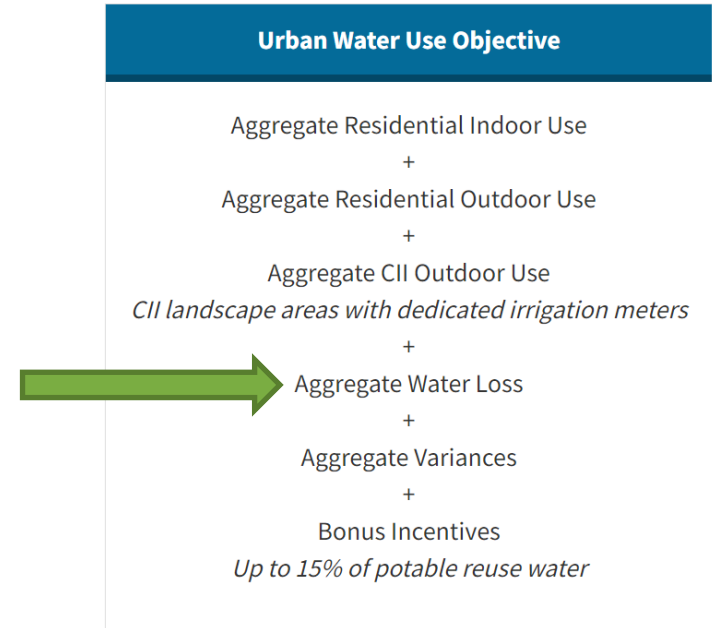 Urban Water Use Objective
Aggregate Residential Indoor Use
+
Aggregate Residential Outdoor Use
+
Aggregate CII Outdoor Use
CII landscape areas with dedicated irrigation meters
+
Aggregate Water Loss
+
Aggregate Variances
+
Bonus Incentives
Up to 15% of potable reuse water